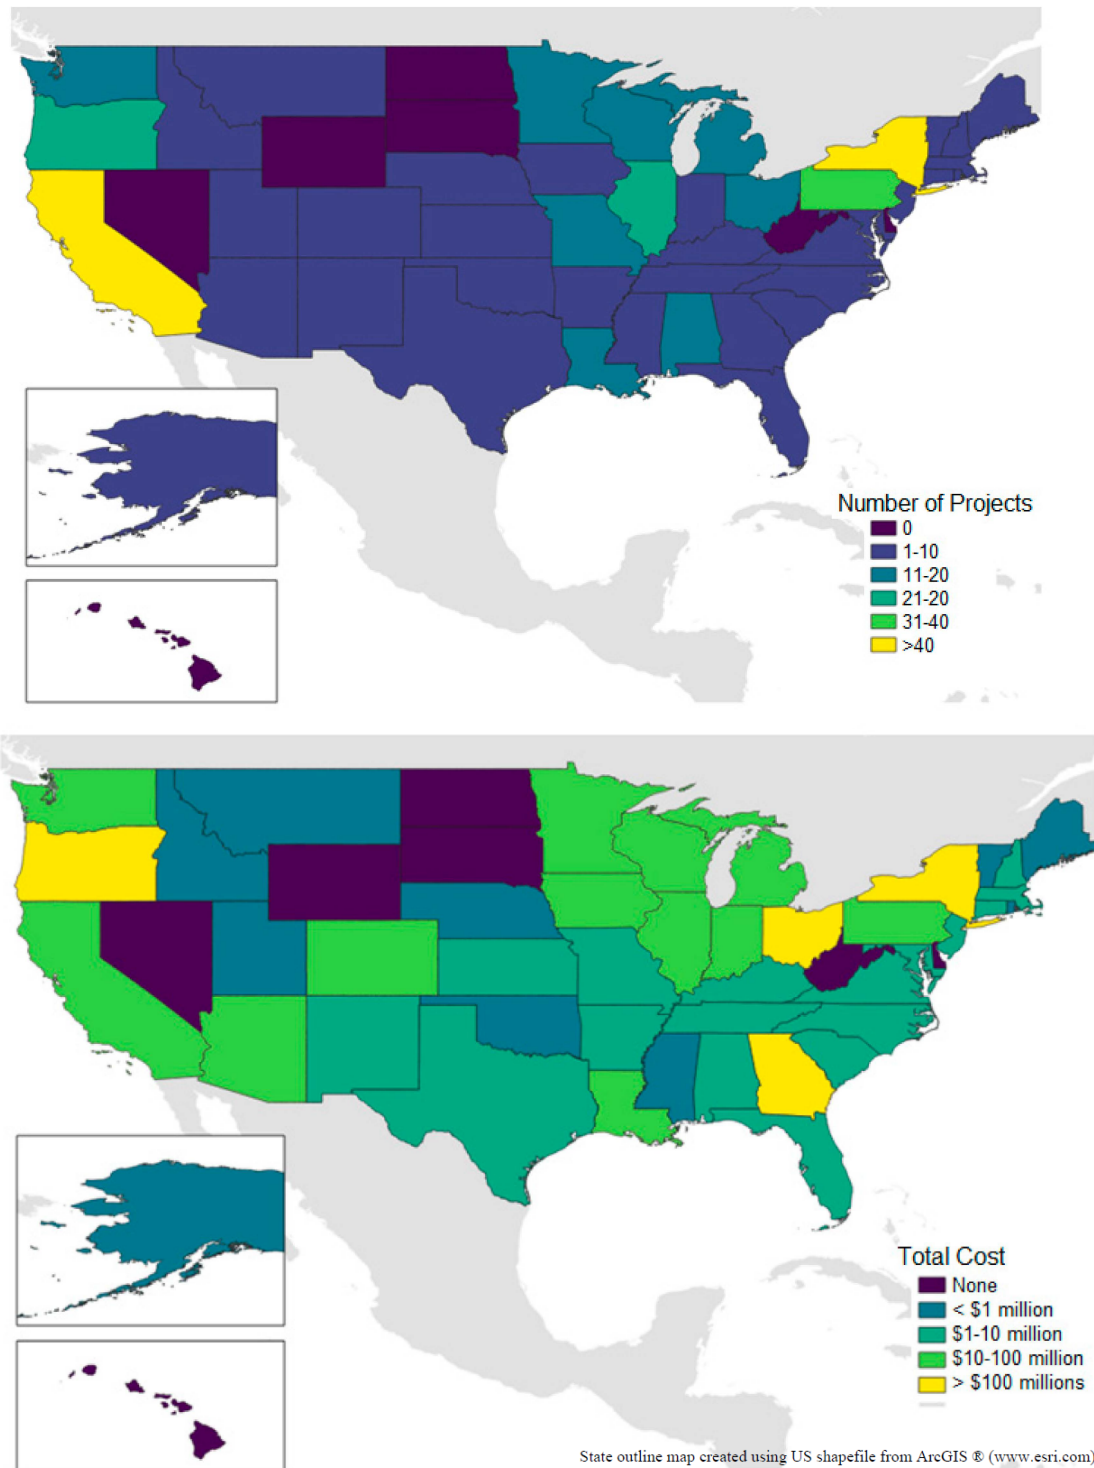 Number of Projects
0
1-10
11-20
21-20
31-40
>40
Total Cost
None
< $1 million
$1-10 million
$10-100 million
> $100 millions
State outline map created using US shapefile from ArcGIS ® (www.esri.com)